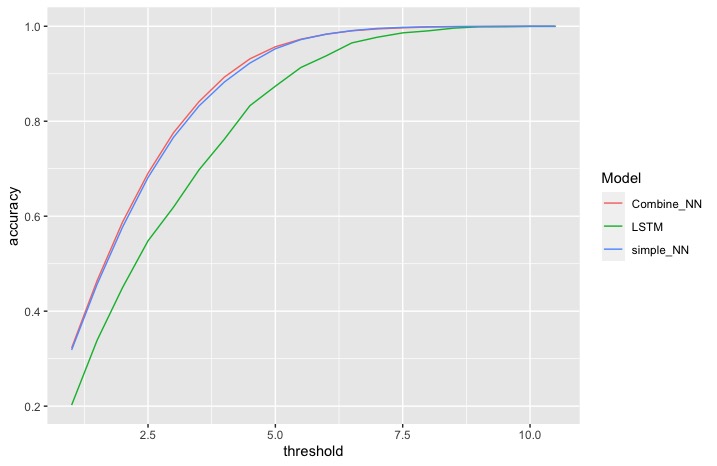 1.0
0.8
0.6
0.4
0.2
accuracy
2.5 5.0 7.5 10.0
threshold
Model
Combine_NN
LSTM
simple_NN